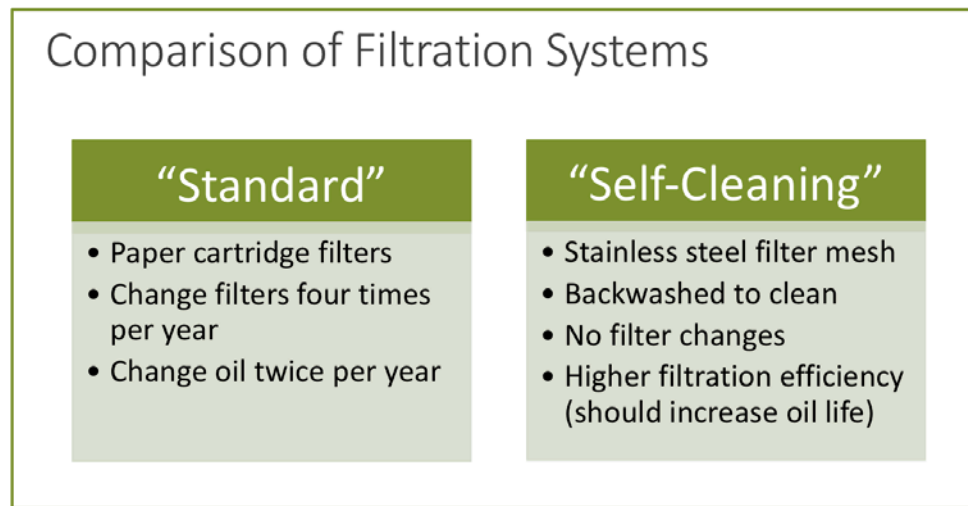 Comparison of Filtration Systems
“Standard”
• Paper cartridge filters
• Change filters four times
per year
• Change oil twice per year
“Self-Cleaning”
• Stainless steel filter mesh
• Backwashed to clean
• No filter changes
• Higher filtration efficiency
(should increase oil life)